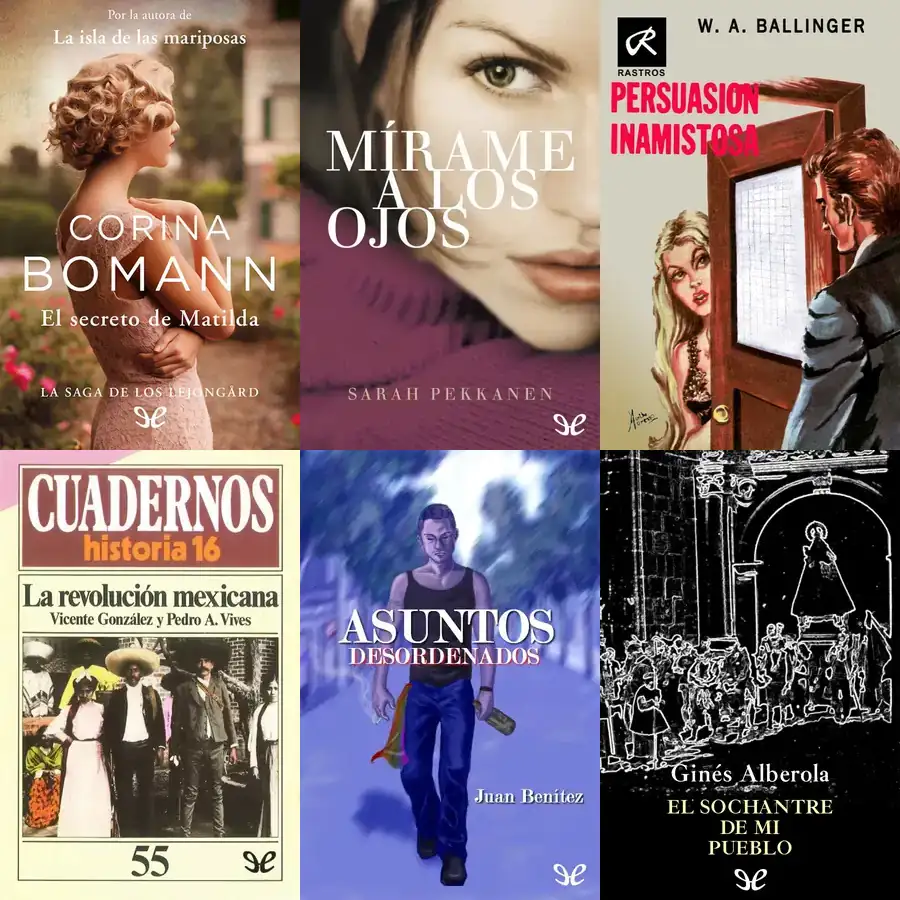 Por la autora de
La isla de las mariposas
CORINA
BOMANN
El secreto de Matilda
LA SAGA DE LOS LEJONGÅRD
MÍRAME
A LOS
OJOS
SARAH PEKKANEN
W. A. BALLINGER
RASTROS
PERSUASION
INAMISTOSA
CUADERNOS
historia 16
La revolución mexicana
Vicente González y Pedro A. Vives
55
ASUNTOS
DESORDENADOS
Juan Benítez
Ginés Alberola
EL SOCHANTRE
DE MI
PUEBLO